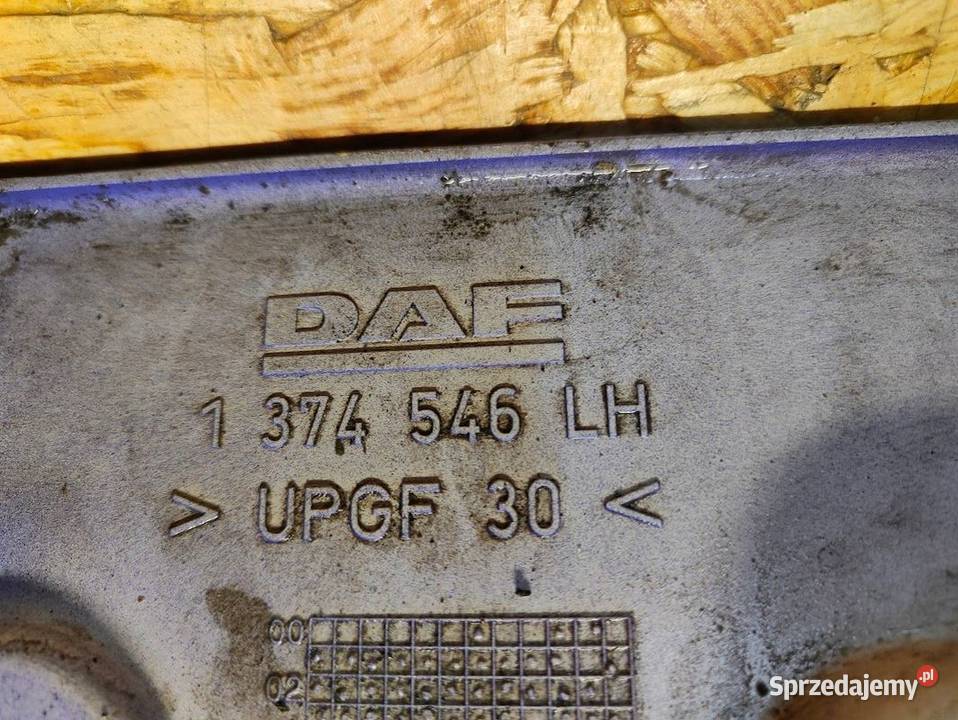 DAF
1 374 546 LH
> UPGF 30 <
00
02
Sprzedajemy.pl